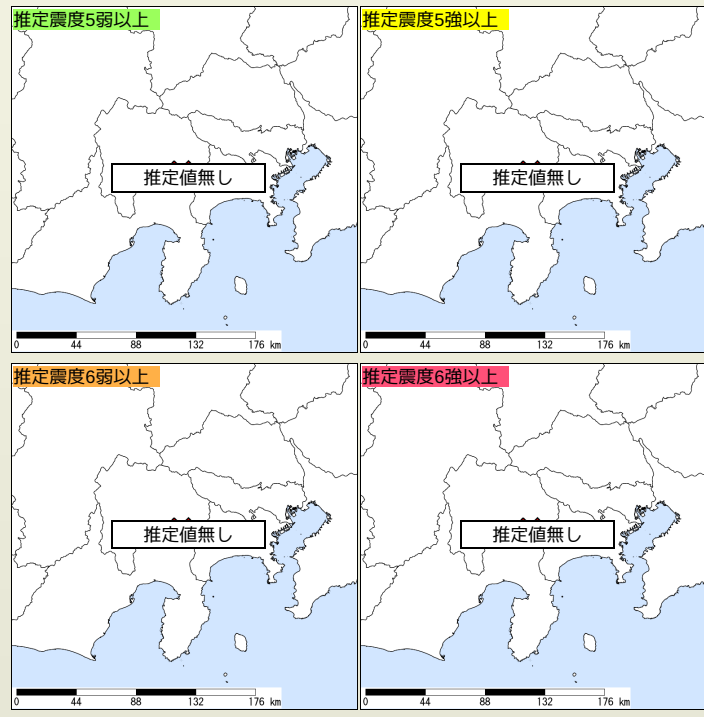 推定震度5弱以上
推定値無し
0 44 88 132 176 km
推定震度5強以上
推定値無し
0 44 88 132 176 km
推定震度6弱以上
推定値無し
0 44 88 132 176 km
推定震度6強以上
推定値無し
0 44 88 132 176 km